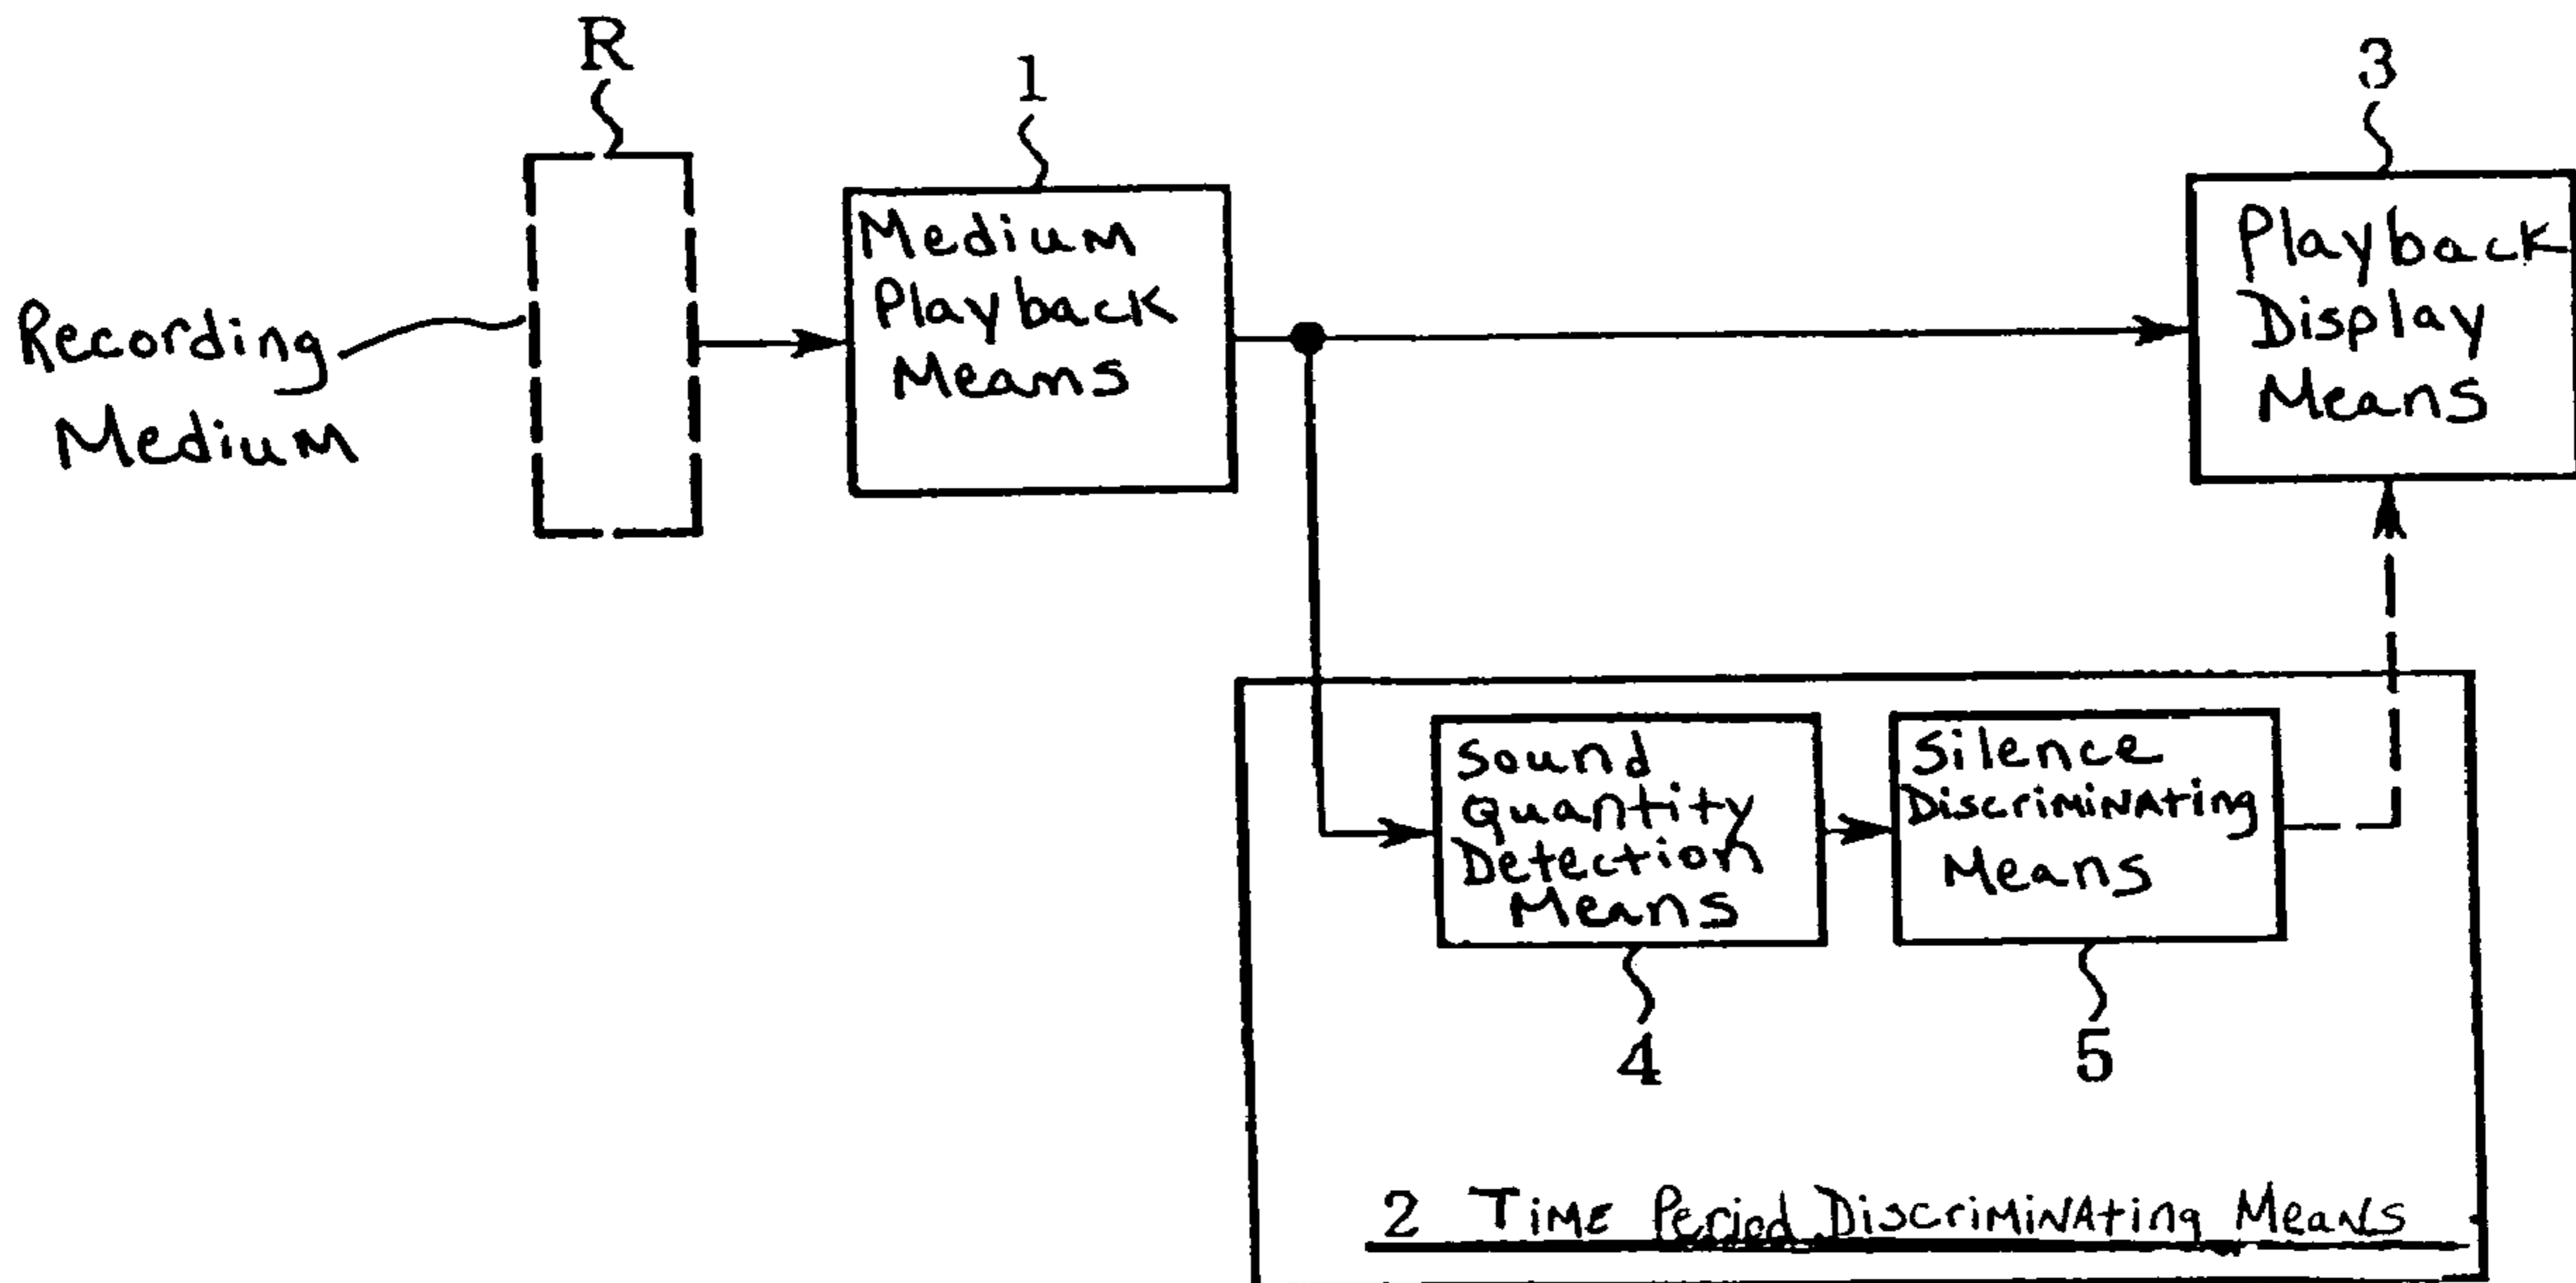 R
1
3
Recording
Medium
Medium
Playback
Means
Playback
Display
Means
Sound
Quantity
Detection
Means
Silence
Discriminating
Means
4
5
2 Time Period Discriminating Means